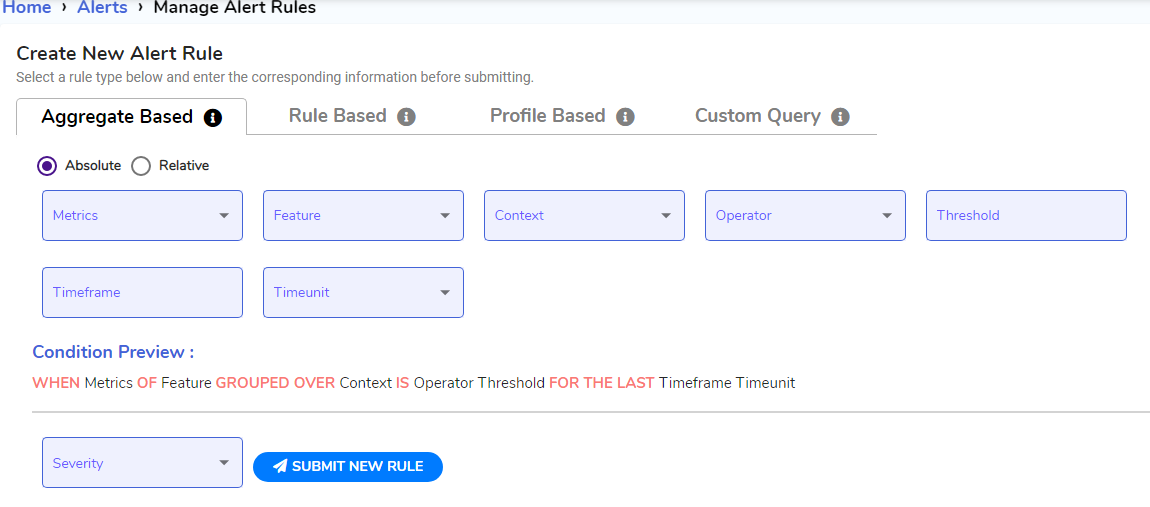 Home › Alerts › Manage Alert Rules
Create New Alert Rule
Select a rule type below and enter the corresponding information before submitting.
Aggregate Based Rule Based Profile Based Custom Query
Absolute Relative
Metrics Feature Context Operator Threshold
Timeframe Timeunit
Condition Preview :
WHEN Metrics OF Feature GROUPED OVER Context IS Operator Threshold FOR THE LAST Timeframe Timeunit
Severity SUBMIT NEW RULE